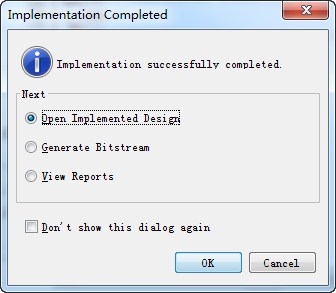 Implementation Completed
Implementation successfully completed.
Next
Open Implemented Design
Generate Bitstream
View Reports
Don't show this dialog again
OK
Cancel